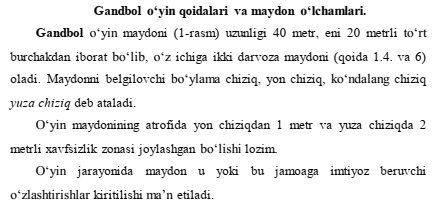 Gandbol o‘yin qoidalari va maydon o‘lchamlari.
Gandbol o‘yin maydoni (1-rasm) uzunligi 40 metr, eni 20 metrli to‘rt
burchakdan iborat bo‘lib, o‘z ichiga ikki darvoza maydoni (qoida 1.4. va 6)
oladi. Maydonni belgilovchi bo‘ylama chiziq, yon chiziq, ko‘ndalang chiziq
yuza chiziq deb ataladi.
O‘yin maydonining atrofida yon chiziqdan 1 metr va yuza chiziqda 2
metrli xavfsizlik zonasi joylashgan bo‘lishi lozim.
O‘yin jarayonida maydon u yoki bu jamoaga imtiyoz beruvchi
o‘zlashtirishlar kiritilishi ma’n etiladi.